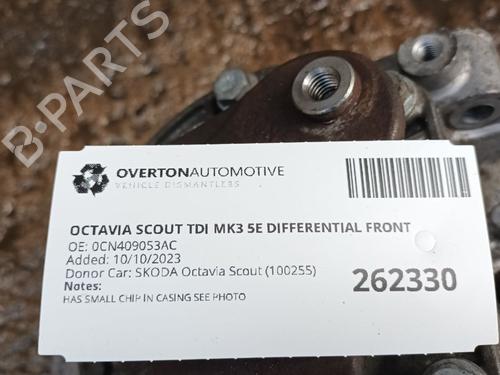 B-PARTS
OVERTONAUTOMOTIVE
VEHICLE DISMANTLERS
OCTAVIA SCOUT TDI MK3 5E DIFFERENTIAL FRONT
OE: 0CN409053AC
Added: 10/10/2023
Donor Car: SKODA Octavia Scout (100255)
Notes:
HAS SMALL CHIP IN CASING SEE PHOTO
262330